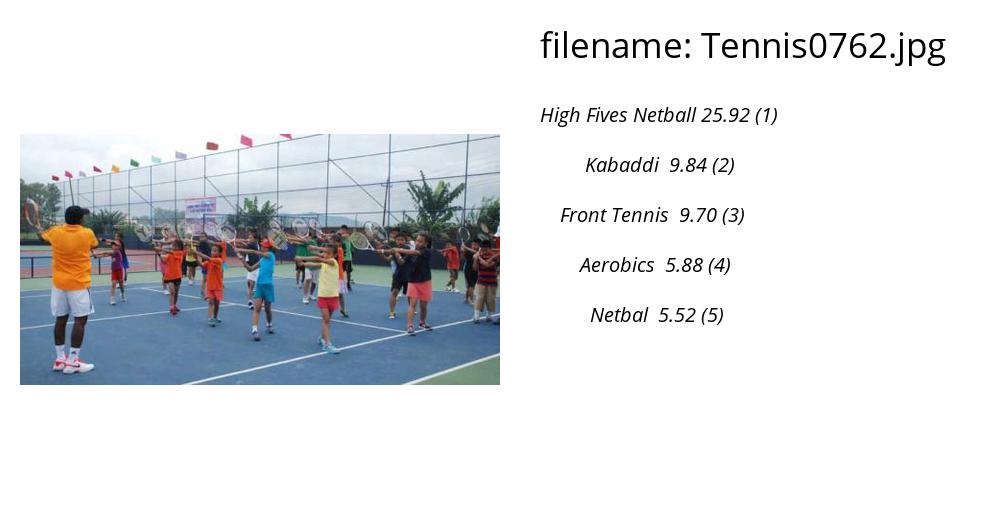 filename: Tennis0762.jpg
High Fives Netball 25.92 (1)
Kabaddi 9.84 (2)
Front Tennis 9.70 (3)
Aerobics 5.88 (4)
Netbal 5.52 (5)